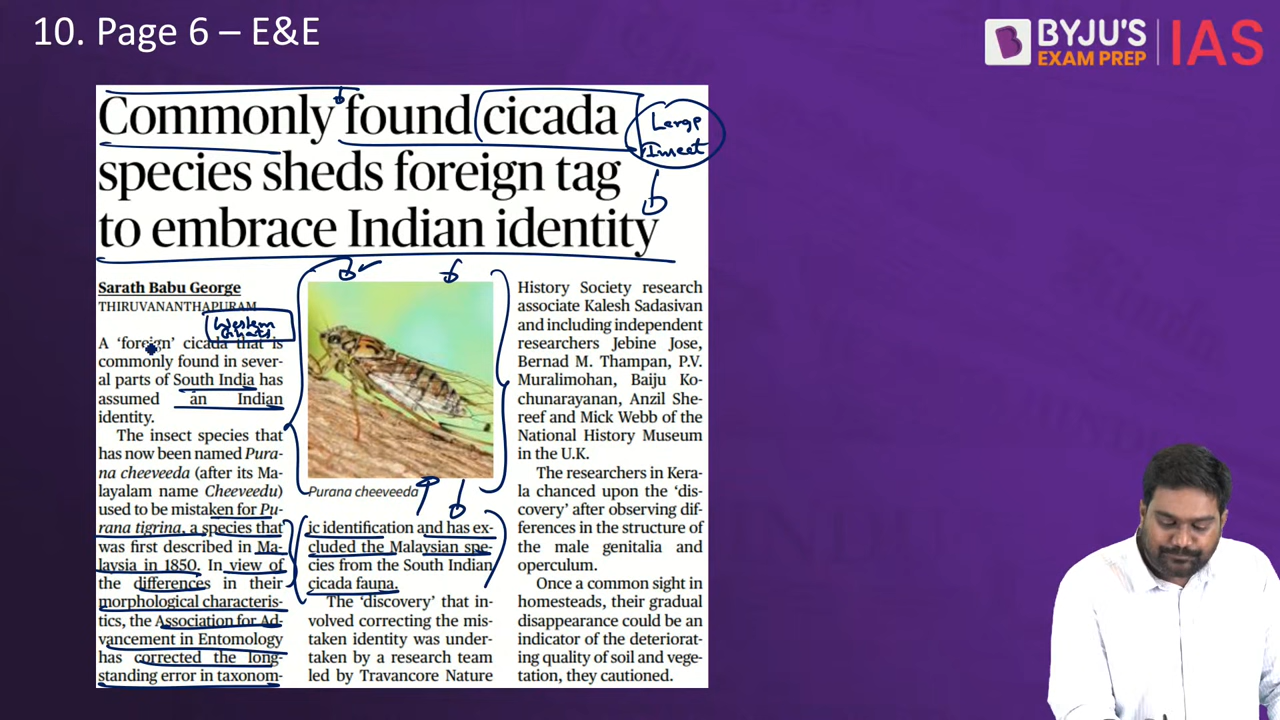 10. Page 6 – E&E
BYJU'S
EXAM PREP
IAS
Commonly found cicada
species sheds foreign tag
to embrace Indian identity
Large
Insect
Sarath Babu George
THIRUVANANTHAPURAM
Western
Ghats
A ‘foreign’ cicada that is
commonly found in sever-
al parts of South India has
assumed an Indian
identity.
The insect species that
has now been named Pura-
na cheeveeda (after its Ma-
layalam name Cheeveedu)
used to be mistaken for Pu-
rana tigrina, a species that
was first described in Ma-
laysia in 1850. In view of
the differences in their
morphological characteris-
tics, the Association for Ad-
vancement in Entomology
has corrected the long-
standing error in taxonom-
Purana cheeveeda
ic identification and has ex-
cluded the Malaysian spe-
cies from the South Indian
cicada fauna.
The ‘discovery’ that in-
volved correcting the mis-
taken identity was under-
taken by a research team
led by Travancore Nature
History Society research
associate Kalesh Sadasivan
and including independent
researchers Jebine Jose,
Bernad M. Thampan, P.V.
Muralimohan, Baiju Ko-
chunarayanan, Anzil She-
reef and Mick Webb of the
National History Museum
in the U.K.
The researchers in Kera-
la chanced upon the ‘dis-
covery’ after observing dif-
ferences in the structure of
the male genitalia and
operculum.
Once a common sight in
homesteads, their gradual
disappearance could be an
indicator of the deteriorat-
ing quality of soil and vege-
tation, they cautioned.